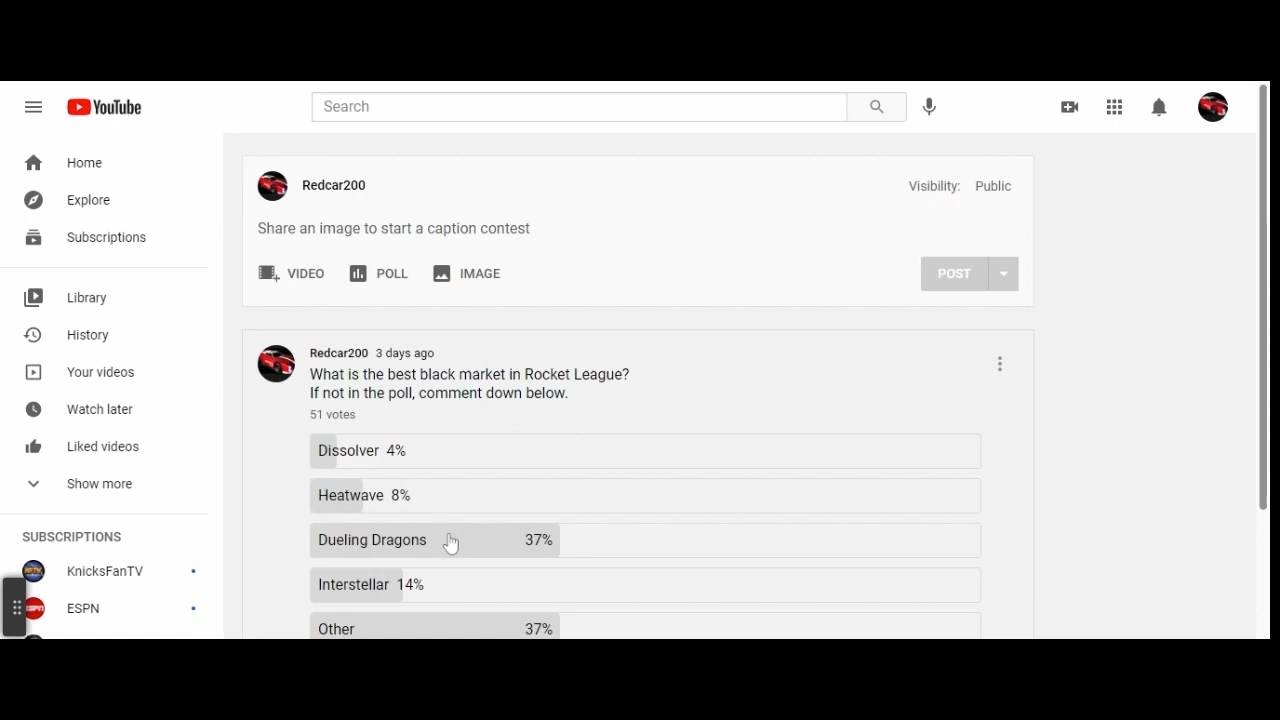 YouTube
Search
Home
Explore
Subscriptions
Library
History
Your videos
Watch later
Liked videos
Show more
SUBSCRIPTIONS
KnicksFanTV
ESPN
Redcar200
Visibility: Public
Share an image to start a caption contest
VIDEO POLL IMAGE
POST
Redcar200 3 days ago
What is the best black market in Rocket League?
If not in the poll, comment down below.
51 votes
Dissolver 4%
Heatwave 8%
Dueling Dragons 37%
Interstellar 14%
Other 37%